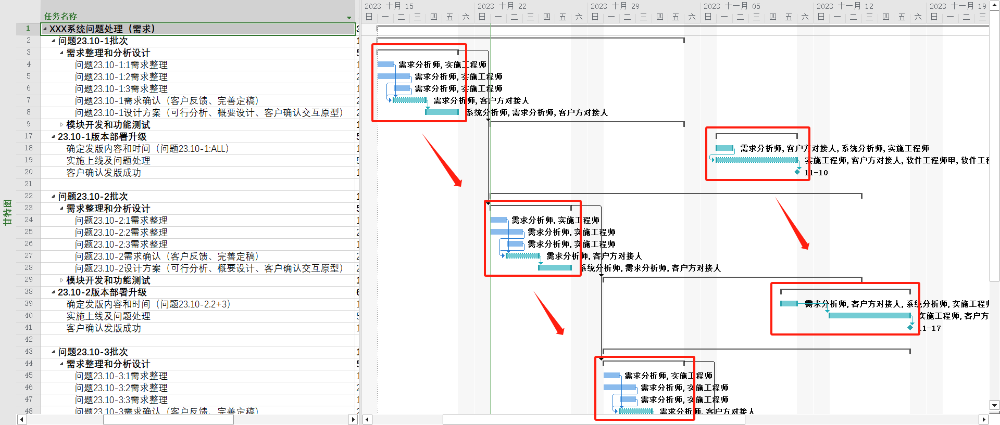 2023 十月 15 2023 十月 22 2023 十月 29 2023 十一月 05 2023 十一月 12 2023 十一月 19
任务名称
日 一 二 三 四 五 六 日 一 二 三 四 五 六 日 一 二 三 四 五 六 日 一 二 三 四 五 六 日 一 二 三 四 五 六 日 一 二 三
1 XXX系统问题处理（需求）
2 问题23.10-1批次
3 需求整理和分析设计
4 问题23.10-1:1需求整理 需求分析师,实施工程师
5 问题23.10-1:2需求整理 需求分析师,实施工程师
6 问题23.10-1:3需求整理 需求分析师,实施工程师
7 问题23.10-1需求确认（客户反馈、完善定稿） 需求分析师,客户方对接人
8 问题23.10-1设计方案（可行分析、概要设计、客户确认交互原型） 系统分析师,需求分析师,客户方对接人
9 模块开发和功能测试
17 23.10-1版本部署升级
18 确定发版内容和时间（问题23.10-1:ALL） 需求分析师,客户方对接人,系统分析师,实施工程师
19 实施上线及问题处理 实施工程师,客户方对接人,软件工程师甲,软件工程
20 客户确认发版成功 11-10
21
22 问题23.10-2批次
23 需求整理和分析设计
24 问题23.10-2:1需求整理 需求分析师,实施工程师
25 问题23.10-2:2需求整理 需求分析师,实施工程师
26 问题23.10-2:3需求整理 需求分析师,实施工程师
27 问题23.10-2需求确认（客户反馈、完善定稿） 需求分析师,客户方对接人
28 问题23.10-2设计方案（可行分析、概要设计、客户确认交互原型） 系统分析师,需求分析师,客户方对接人
29 模块开发和功能测试
38 23.10-2版本部署升级
39 确定发版内容和时间（问题23.10-2:2+3） 需求分析师,客户方对接人,系统分析师,实施工程师
40 实施上线及问题处理 实施工程师,客户方
41 客户确认发版成功 11-17
42
43 问题23.10-3批次
44 需求整理和分析设计
45 问题23.10-3:1需求整理 需求分析师,实施工程师
46 问题23.10-3:2需求整理 需求分析师,实施工程师
47 问题23.10-3:3需求整理 需求分析师,实施工程师
48 问题23.10-3需求确认（客户反馈、完善定稿） 需求分析师,客户方对接人
甘特图